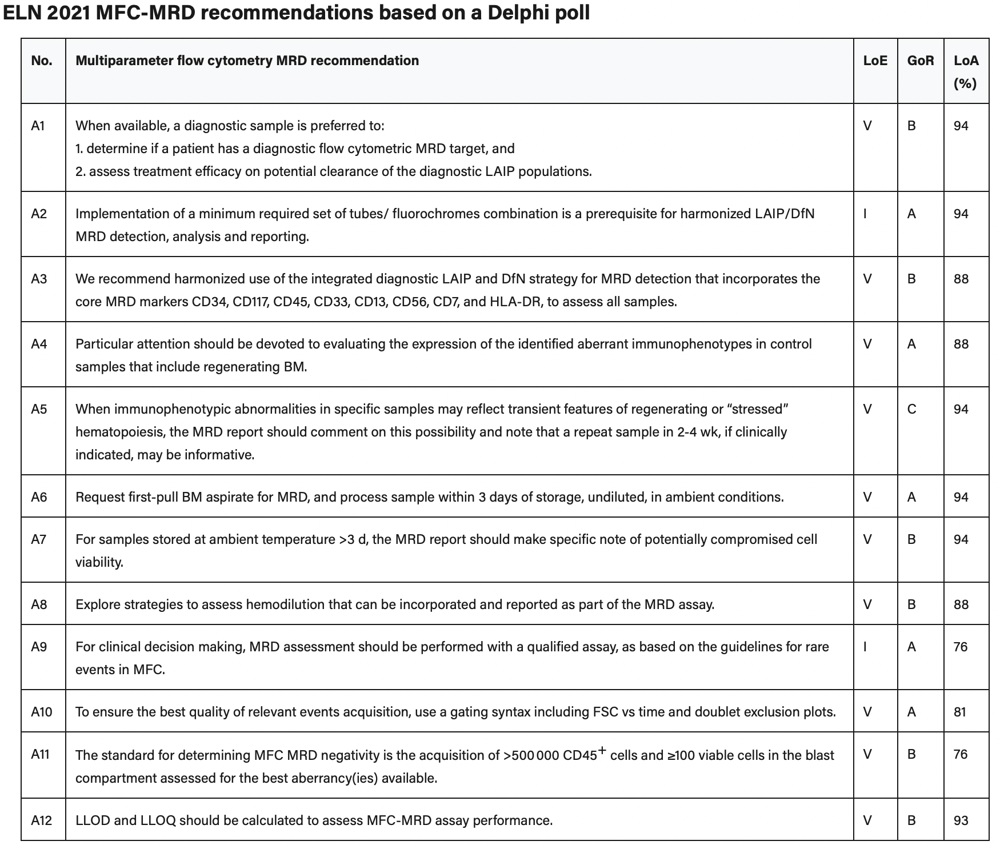 ELN 2021 MFC-MRD recommendations based on a Delphi poll
No. Multiparameter flow cytometry MRD recommendation LoE GoR LoA
(%)
A1 When available, a diagnostic sample is preferred to: V B 94
1. determine if a patient has a diagnostic flow cytometric MRD target, and
2. assess treatment efficacy on potential clearance of the diagnostic LAIP populations.
A2 Implementation of a minimum required set of tubes/ fluorochromes combination is a prerequisite for harmonized LAIP/DfN I A 94
MRD detection, analysis and reporting.
A3 We recommend harmonized use of the integrated diagnostic LAIP and DfN strategy for MRD detection that incorporates the V B 88
core MRD markers CD34, CD117, CD45, CD33, CD13, CD56, CD7, and HLA-DR, to assess all samples.
A4 Particular attention should be devoted to evaluating the expression of the identified aberrant immunophenotypes in control V A 88
samples that include regenerating BM.
A5 When immunophenotypic abnormalities in specific samples may reflect transient features of regenerating or “stressed” V C 94
hematopoiesis, the MRD report should comment on this possibility and note that a repeat sample in 2-4 wk, if clinically
indicated, may be informative.
A6 Request first-pull BM aspirate for MRD, and process sample within 3 days of storage, undiluted, in ambient conditions. V A 94
A7 For samples stored at ambient temperature >3 d, the MRD report should make specific note of potentially compromised cell V B 94
viability.
A8 Explore strategies to assess hemodilution that can be incorporated and reported as part of the MRD assay. V B 88
A9 For clinical decision making, MRD assessment should be performed with a qualified assay, as based on the guidelines for rare I A 76
events in MFC.
A10 To ensure the best quality of relevant events acquisition, use a gating syntax including FSC vs time and doublet exclusion plots. V A 81
A11 The standard for determining MFC MRD negativity is the acquisition of >500 000 CD45⁺ cells and ≥100 viable cells in the blast V B 76
compartment assessed for the best aberrancy(ies) available.
A12 LLOD and LLOQ should be calculated to assess MFC-MRD assay performance. V B 93